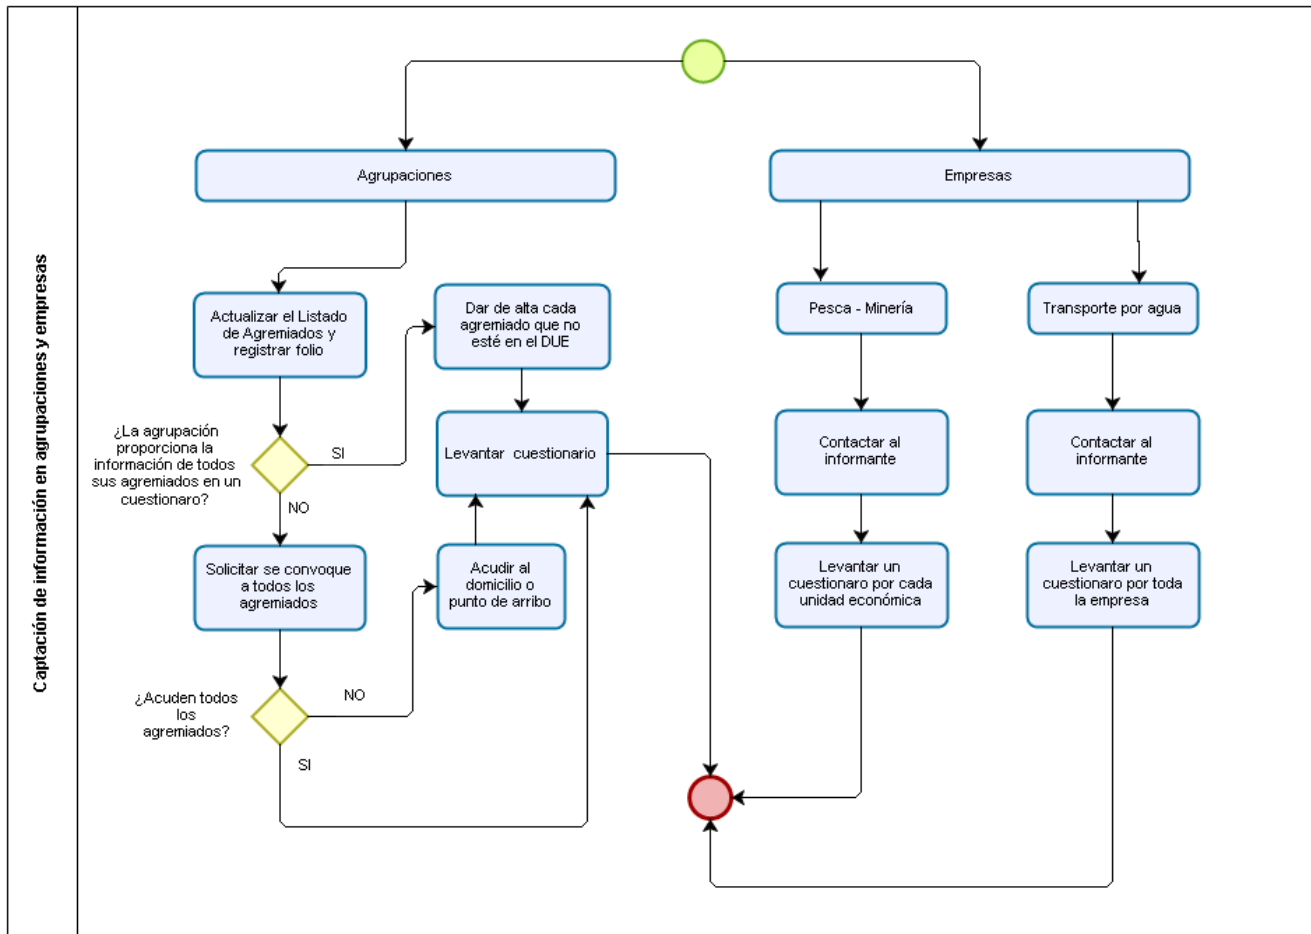 Captación de información en agrupaciones y empresas
Agrupaciones
Empresas
Actualizar el Listado
de Agremiados y
registrar folio
Dar de alta cada
agremiado que no
esté en el DUE
Pesca - Minería
Transporte por agua
¿La agrupación
proporciona la
información de todos
sus agremiados en un
cuestionaro?
SI
NO
Levantar cuestionario
Contactar al
informante
Contactar al
informante
Solicitar se convoque
a todos los
agremiados
Acudir al
domicilio o
punto de arribo
Levantar un
cuestionaro por cada
unidad económica
Levantar un
cuestionaro por toda
la empresa
¿Acuden todos
los
agremiados?
NO
SI